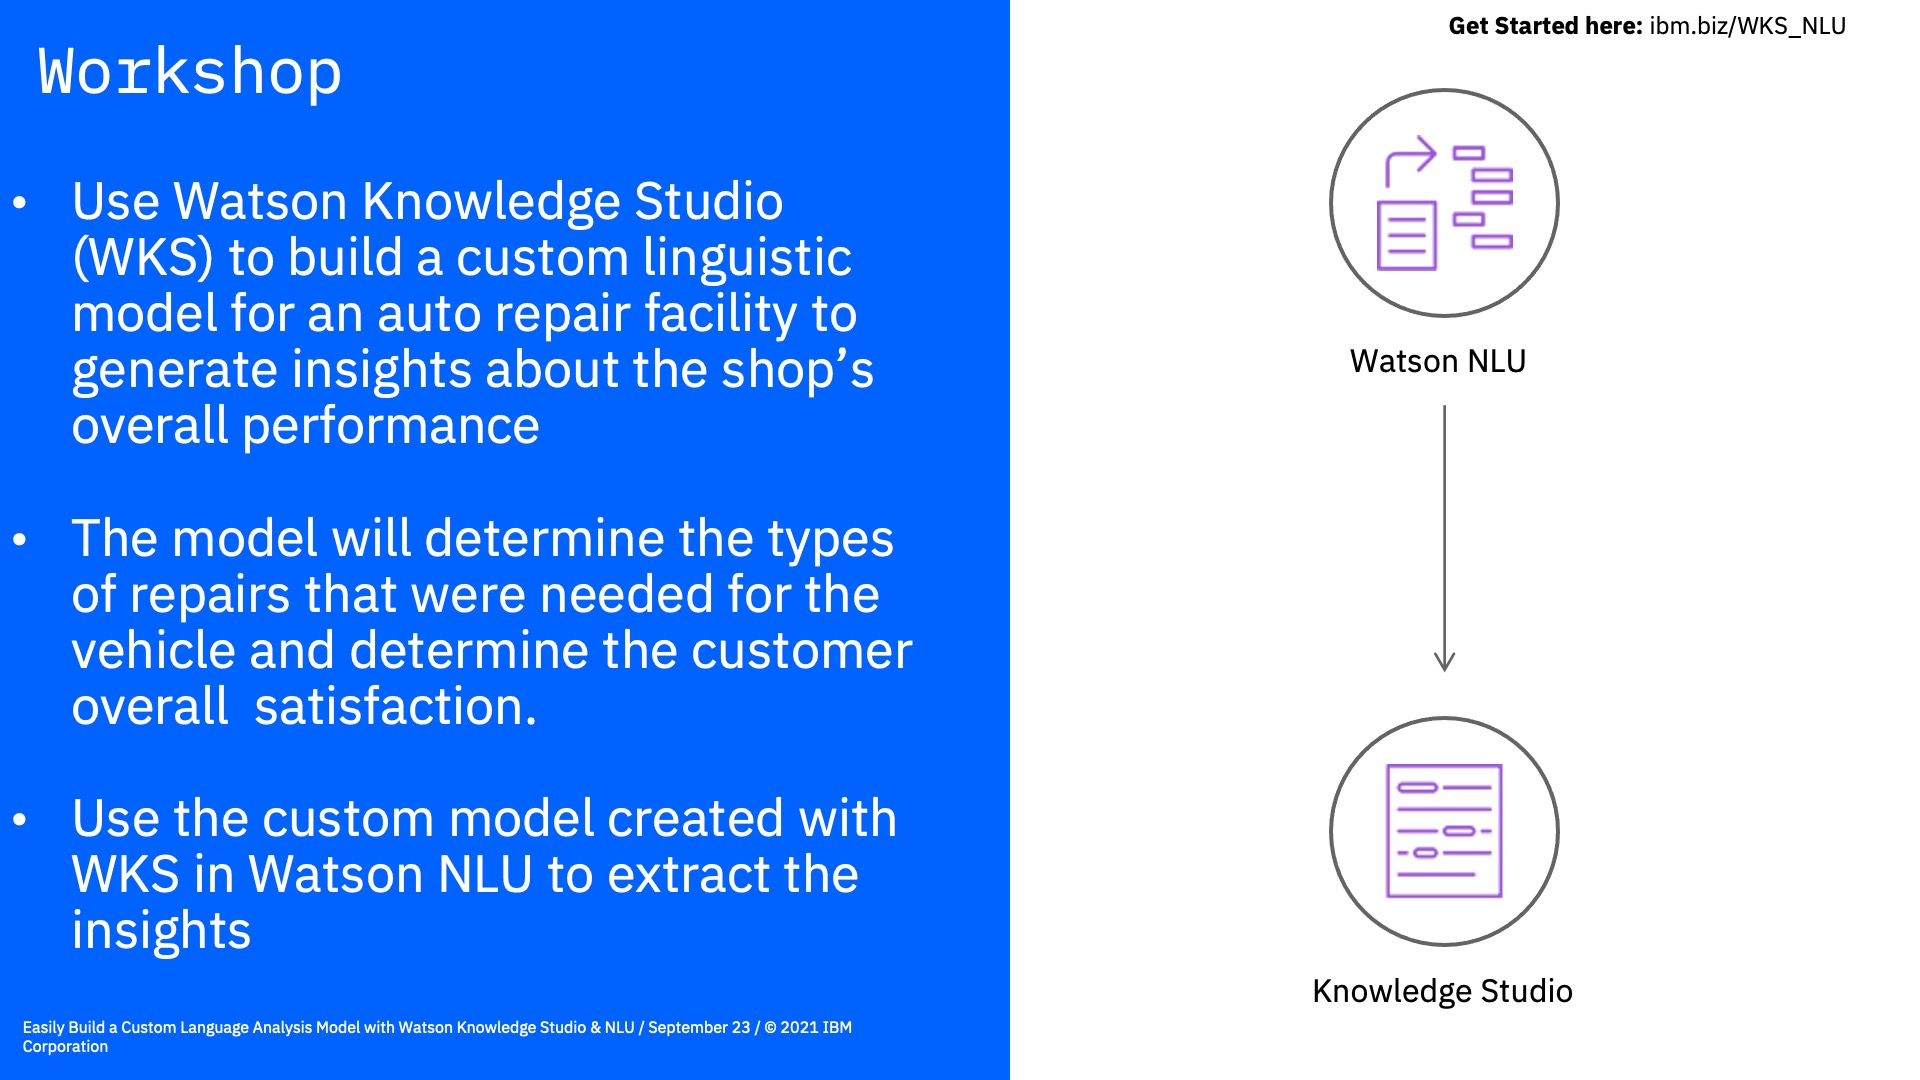 Workshop
• Use Watson Knowledge Studio
(WKS) to build a custom linguistic
model for an auto repair facility to
generate insights about the shop’s
overall performance
• The model will determine the types
of repairs that were needed for the
vehicle and determine the customer
overall  satisfaction.
• Use the custom model created with
WKS in Watson NLU to extract the
insights
Easily Build a Custom Language Analysis Model with Watson Knowledge Studio & NLU / September 23 / © 2021 IBM
Corporation
Get Started here: ibm.biz/WKS_NLU
Watson NLU
Knowledge Studio